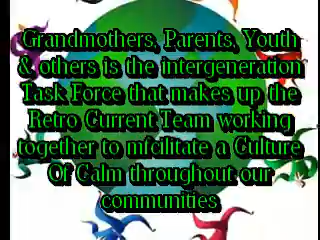 Grandmothers, Parents, Youth
& others is the intergeneration
Task Force that makes up the
Retro Current Team working
together to mfcilitate a Culture
Of Calm throughout our
communities